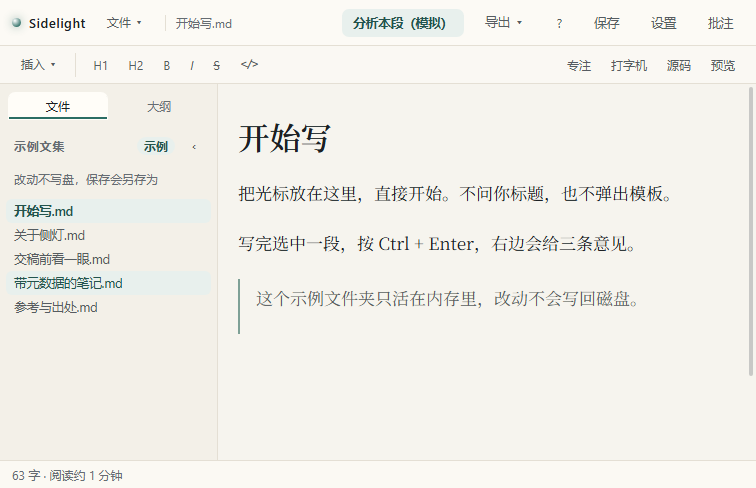 Sidelight 文件 ▾ 开始写.md 分析本段（模拟） 导出 ▾ ? 保存 设置 批注
插入 ▾ H1 H2 B I S </> 专注 打字机 源码 预览
文件 大纲
示例文集 示例 ‹
改动不写盘，保存会另存为
开始写.md
关于侧灯.md
交稿前看一眼.md
带元数据的笔记.md
参考与出处.md
开始写
把光标放在这里，直接开始。不问你标题，也不弹出模板。
写完选中一段，按 Ctrl + Enter，右边会给三条意见。
这个示例文件夹只活在内存里，改动不会写回磁盘。
63 字 · 阅读约 1 分钟